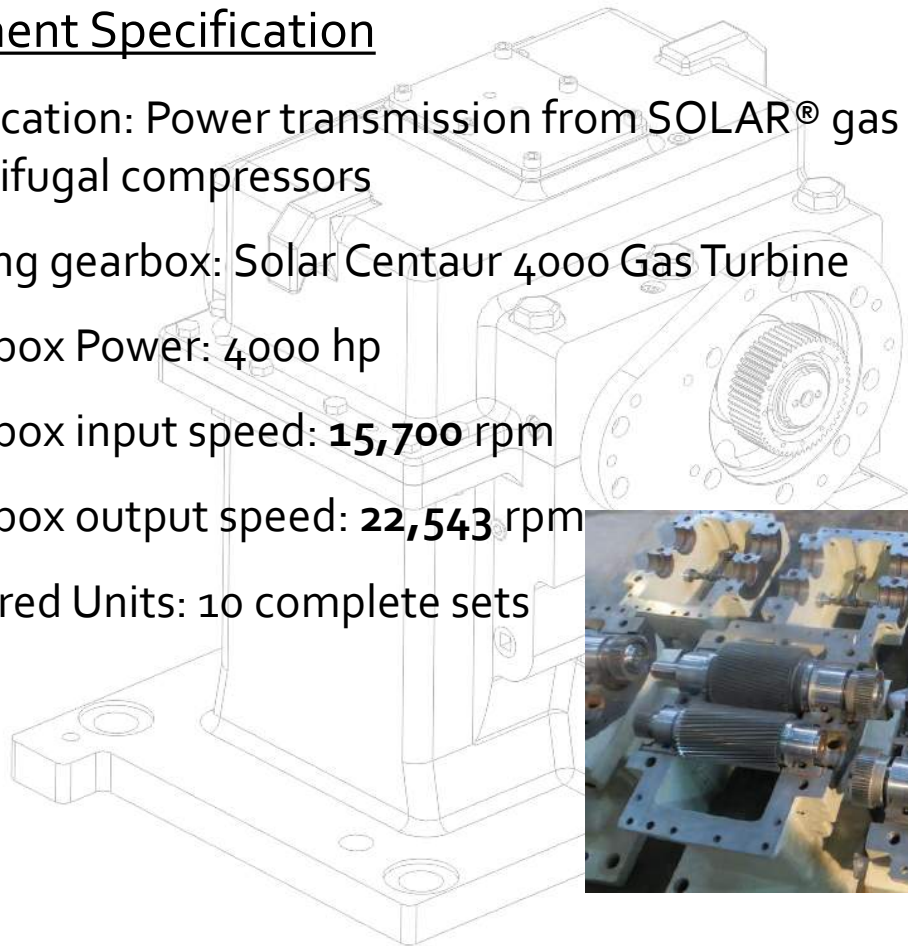 ent Specification
cation: Power transmission from SOLAR® gas
ifugal compressors
ng gearbox: Solar Centaur 4000 Gas Turbine
box Power: 4000 hp
box input speed: 15,700 rpm
box output speed: 22,543 rpm
red Units: 10 complete sets